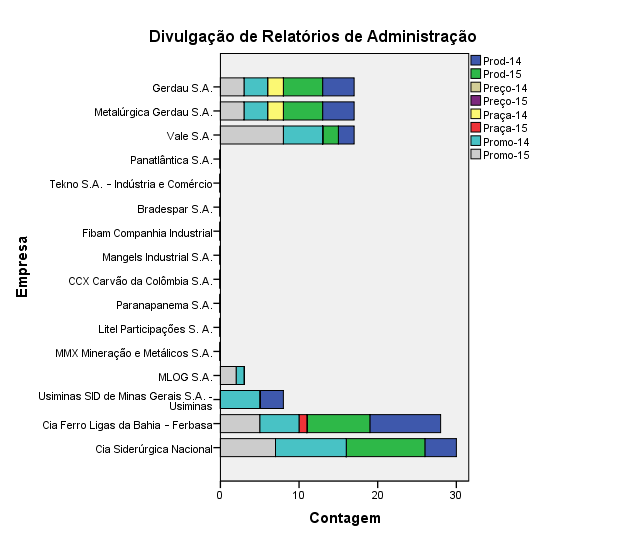 Divulgação de Relatórios de Administração
Prod-14
Prod-15
Preço-14
Preço-15
Praça-14
Praça-15
Promo-14
Promo-15
Empresa
Gerdau S.A.
Metalúrgica Gerdau S.A.
Vale S.A.
Panatlântica S.A.
Tekno S.A. - Indústria e Comércio
Bradespar S.A.
Fibam Companhia Industrial
Mangels Industrial S.A.
CCX Carvão da Colômbia S.A.
Paranapanema S.A.
Litel Participações S. A.
MMX Mineração e Metálicos S.A.
MLOG S.A.
Usiminas SID de Minas Gerais S.A. -
Usiminas
Cia Ferro Ligas da Bahia - Ferbasa
Cia Siderúrgica Nacional
0 10 20 30
Contagem